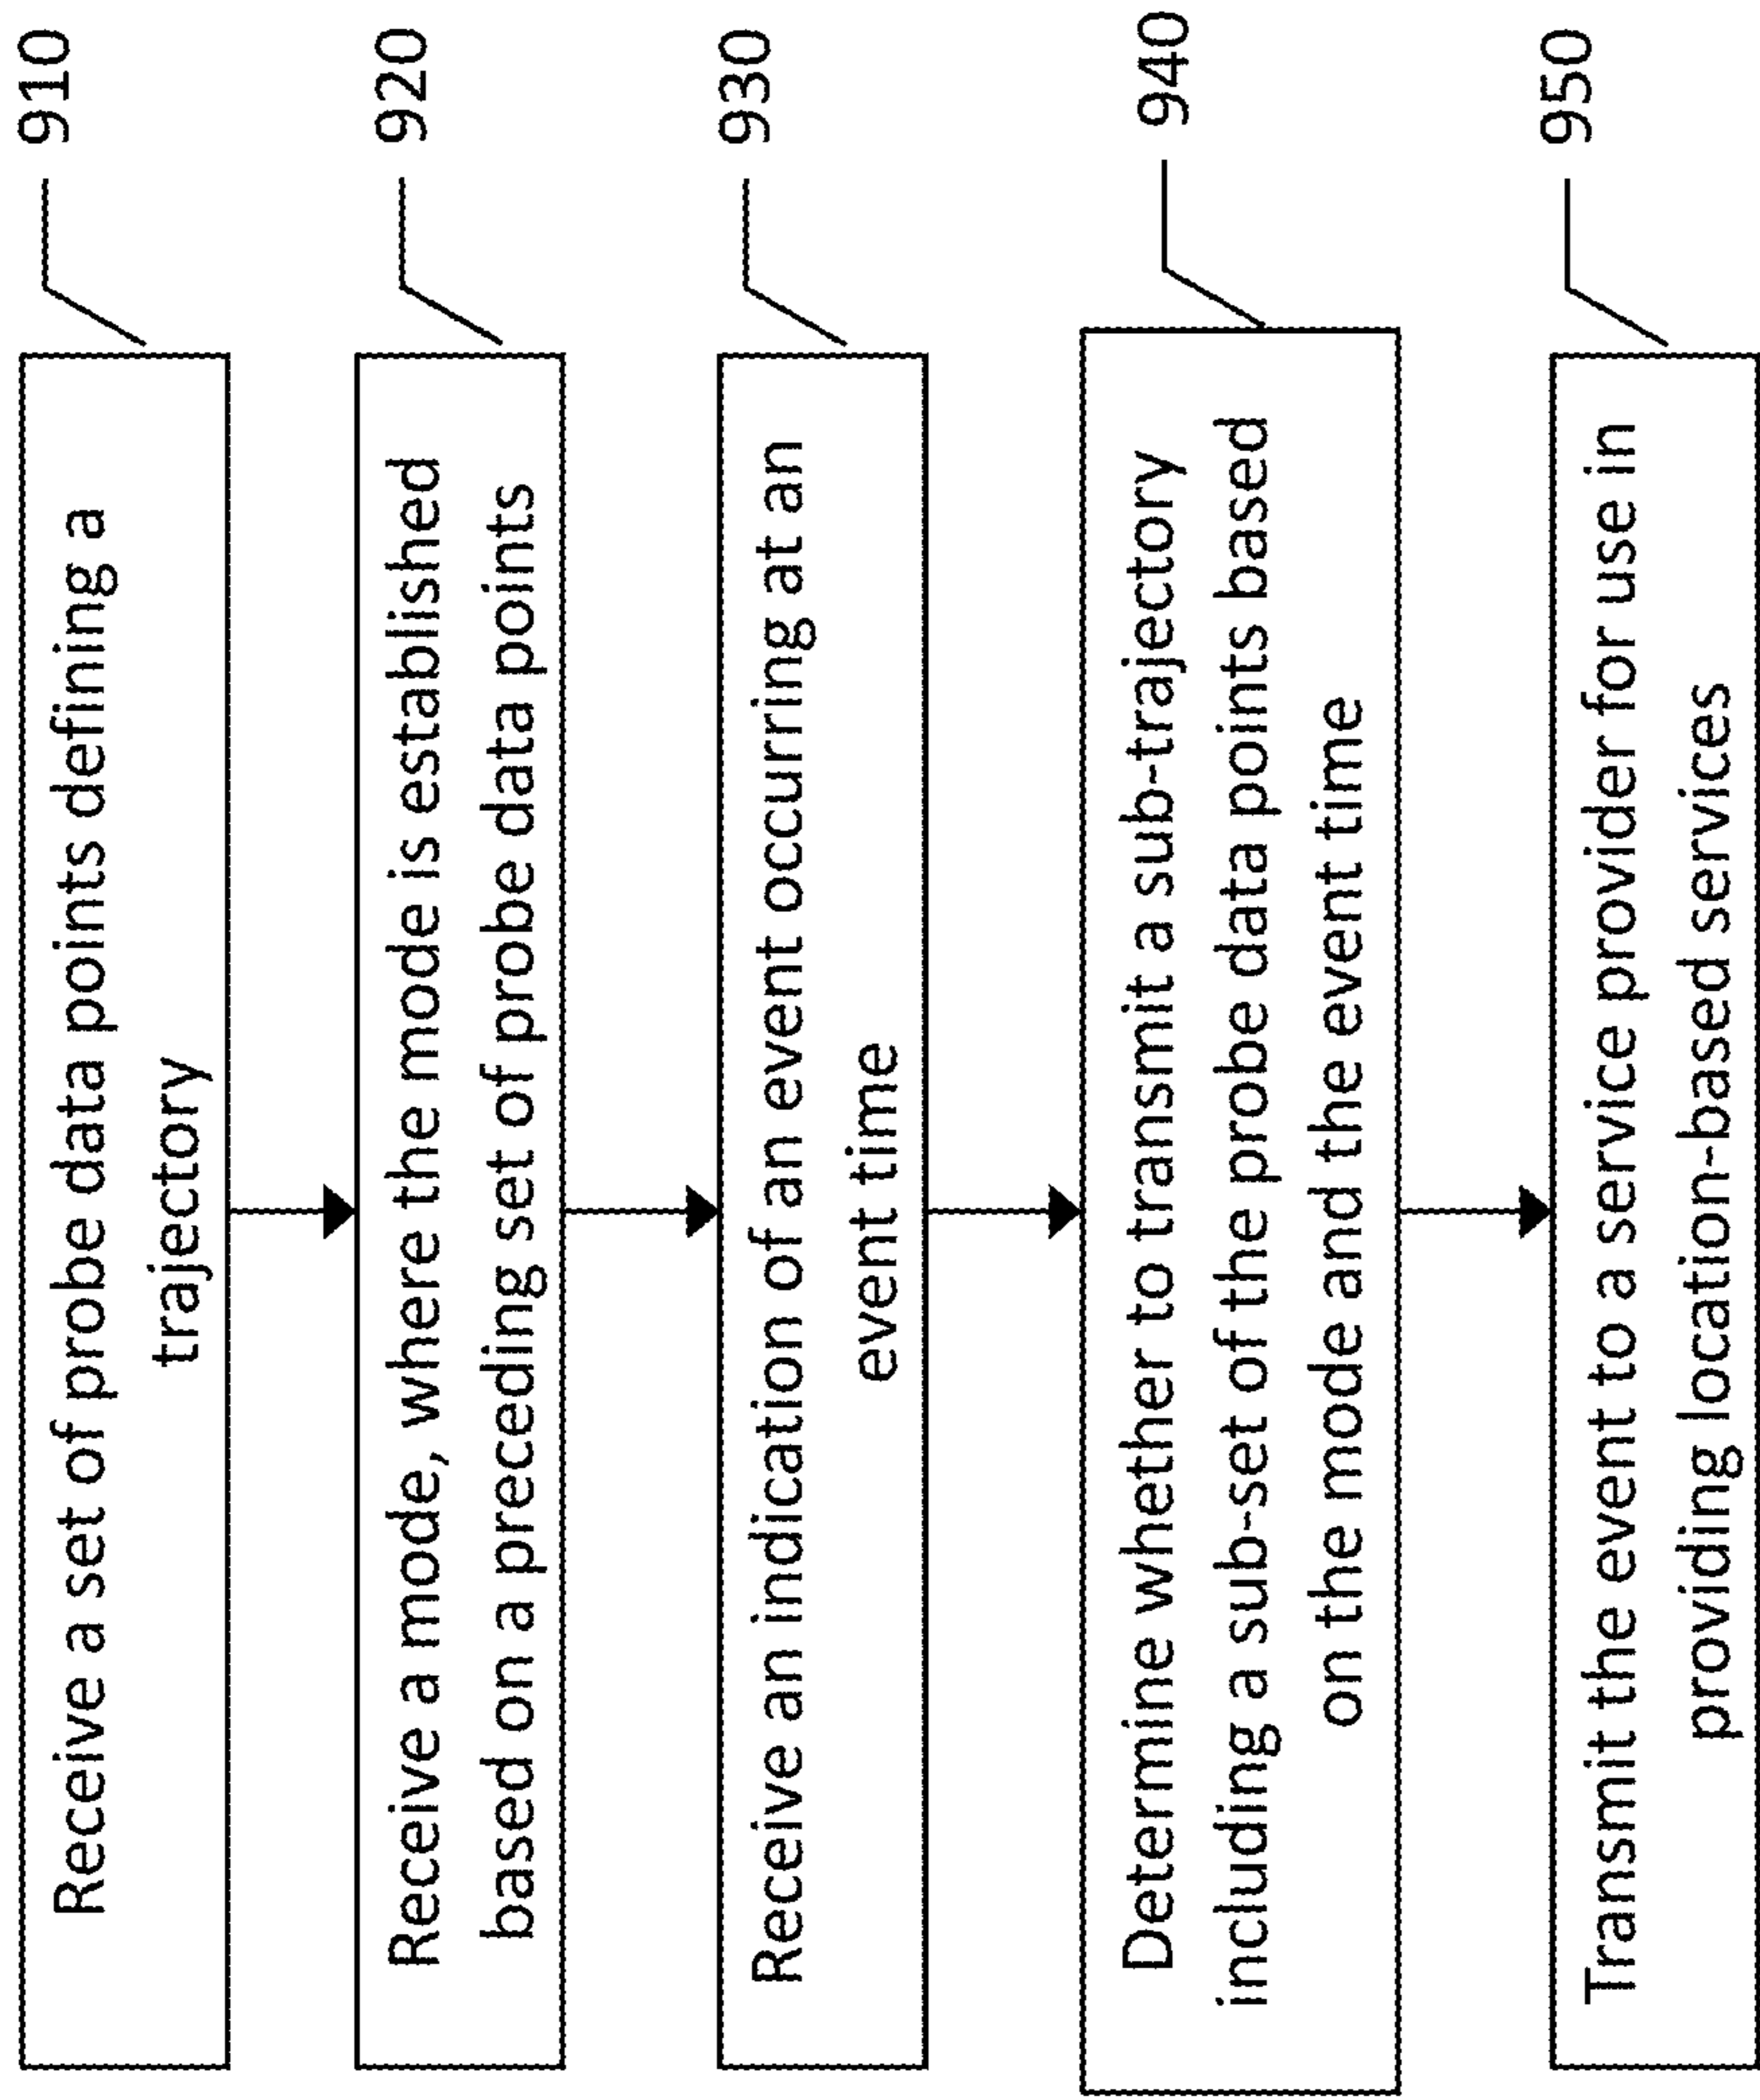 Receive a set of probe data points defining a
trajectory
910
Receive a mode, where the mode is established
based on a preceding set of probe data points
920
Receive an indication of an event occurring at an
event time
930
Determine whether to transmit a sub-trajectory
including a sub-set of the probe data points based
on the mode and the event time
940
Transmit the event to a service provider for use in
providing location-based services
950